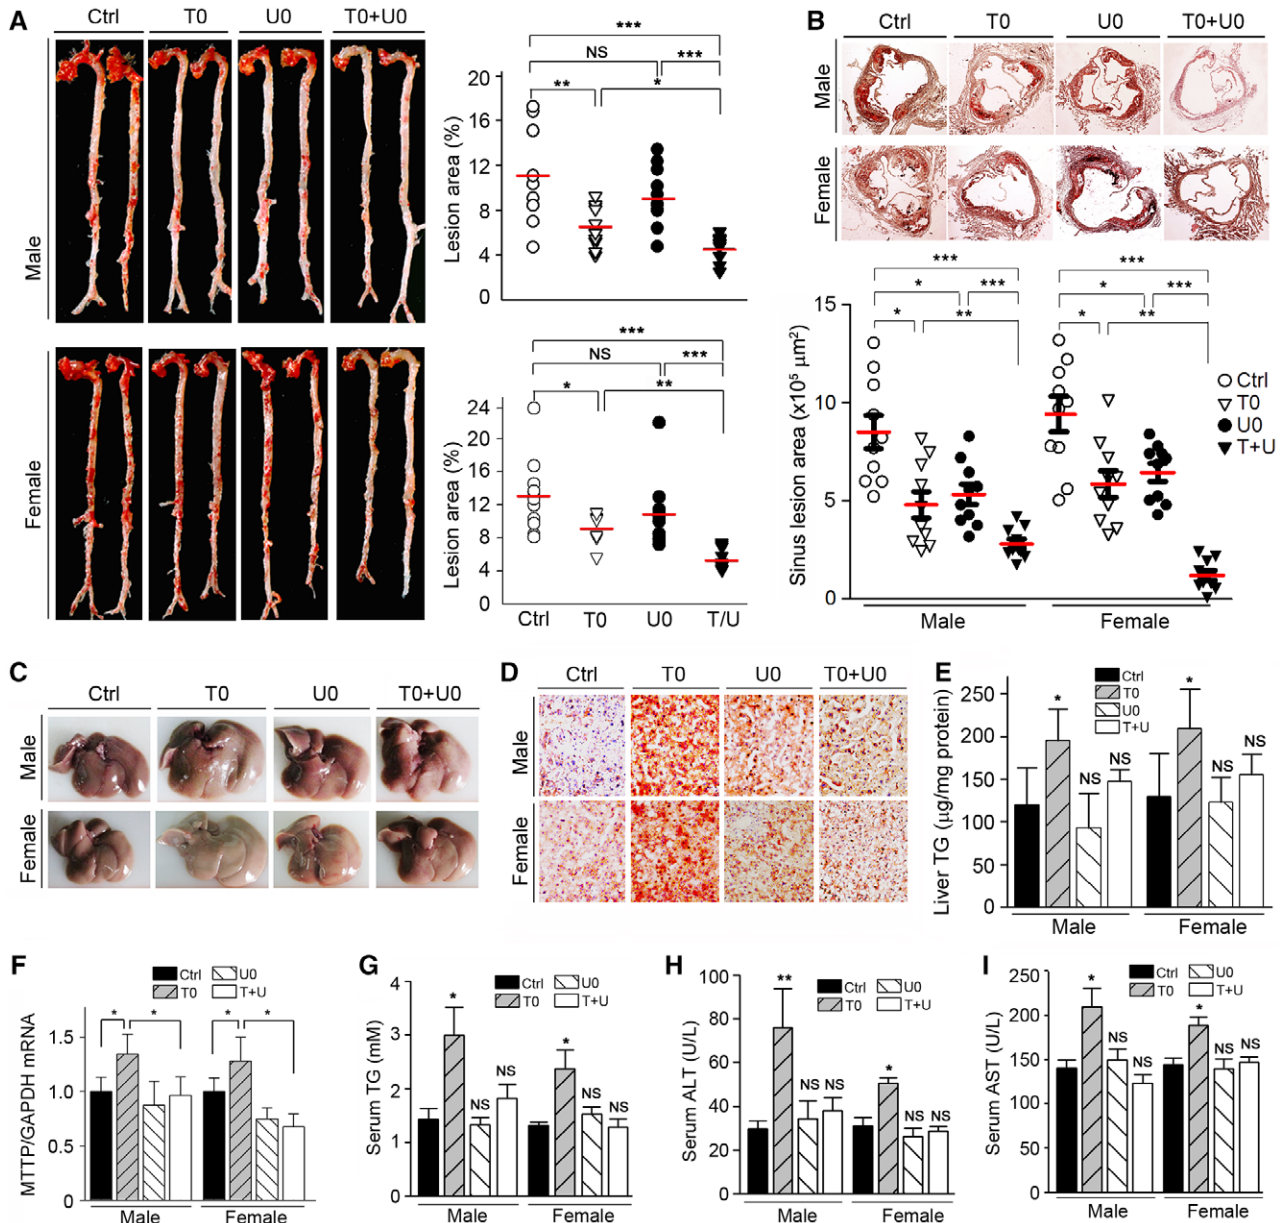 A
Ctrl T0 U0 T0+U0
Male
Female
***
NS ***
** *
20
16
12
8
4
0
Lesion area (%)
***
NS ***
* **
24
20
16
12
8
4
0
Lesion area (%)
Ctrl T0 U0 T/U
B
Ctrl T0 U0 T0+U0
Male
Female
*** ***
* *** * ***
* ** * **
15
10
5
0
Sinus lesion area (x10⁵ µm²)
Ctrl
T0
U0
T+U
Male Female
C
Ctrl T0 U0 T0+U0
Male
Female
D
Ctrl T0 U0 T0+U0
Male
Female
E
Ctrl
T0
U0
T+U
250
200
150
100
50
0
Liver TG (µg/mg protein)
* NS NS * NS NS
Male Female
F
Ctrl U0
T0 T+U
* * * *
1.5
1.0
0.5
0
MTTP/GAPDH mRNA
Male Female
G
Ctrl U0
T0 T+U
4
3
2
1
0
Serum TG (mM)
* NS NS * NS NS
Male Female
H
Ctrl U0
T0 T+U
100
80
60
40
20
0
Serum ALT (U/L)
** NS NS * NS NS
Male Female
I
Ctrl U0
T0 T+U
250
200
150
100
50
0
Serum AST (U/L)
* NS NS * NS NS
Male Female